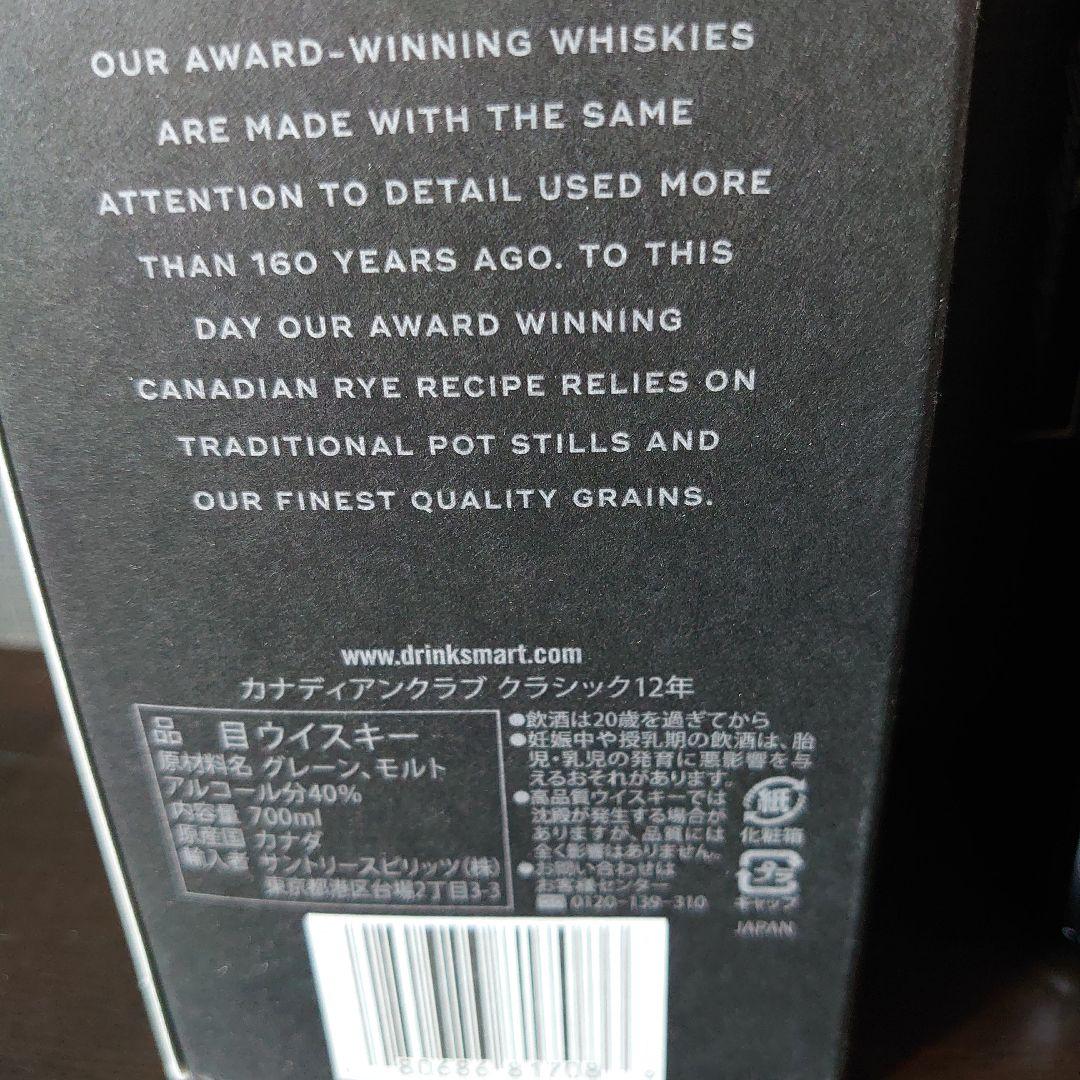 OUR AWARD-WINNING WHISKIES
ARE MADE WITH THE SAME
ATTENTION TO DETAIL USED MORE
THAN 160 YEARS AGO. TO THIS
DAY OUR AWARD WINNING
CANADIAN RYE RECIPE RELIES ON
TRADITIONAL POT STILLS AND
OUR FINEST QUALITY GRAINS.
www.drinksmart.com
カナディアンクラブ クラシック12年
品 目 ウイスキー
原材料名 グレーン、モルト
アルコール分40%
内容量 700ml
原産国 カナダ
輸入者 サントリースピリッツ(株)
東京都港区台場2丁目3-3
●飲酒は20歳を過ぎてから
●妊娠中や授乳期の飲酒は、胎
児・乳児の発育に悪影響を与
えるおそれがあります。
●高品質ウイスキーでは
沈殿が発生する場合が
ありますが、品質には
全く影響はありません。
●お問い合わせは
お客様センター
0120-139-310
紙
化粧箱
プラ
キャップ
JAPAN
80686 81708